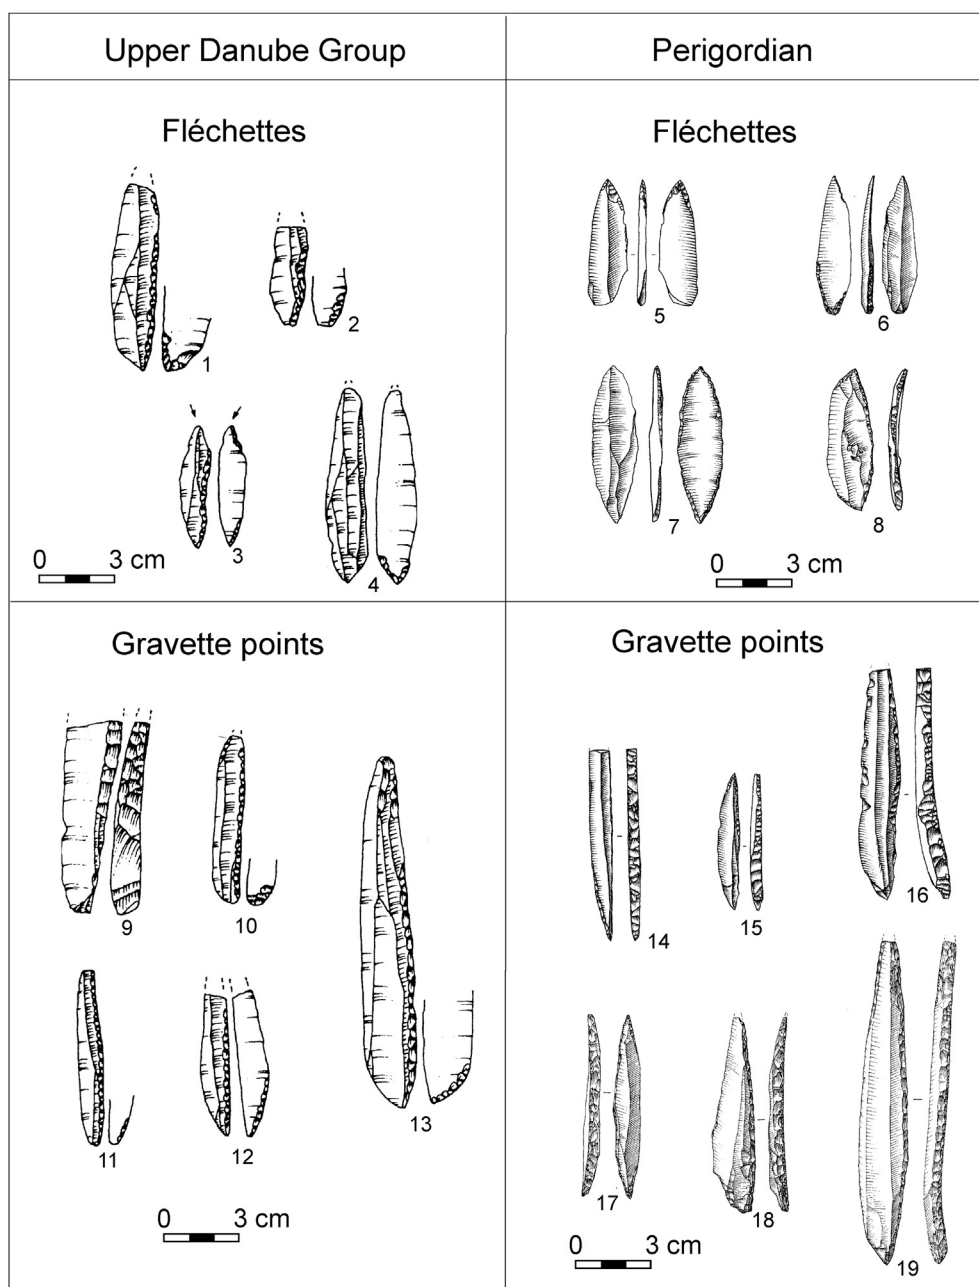 Upper Danube Group
Perigordian
Fléchettes
1
2
3
4
0 3 cm
Fléchettes
5
6
7
8
0 3 cm
Gravette points
9
10
11
12
13
0 3 cm
Gravette points
14
15
16
17
18
19
0 3 cm